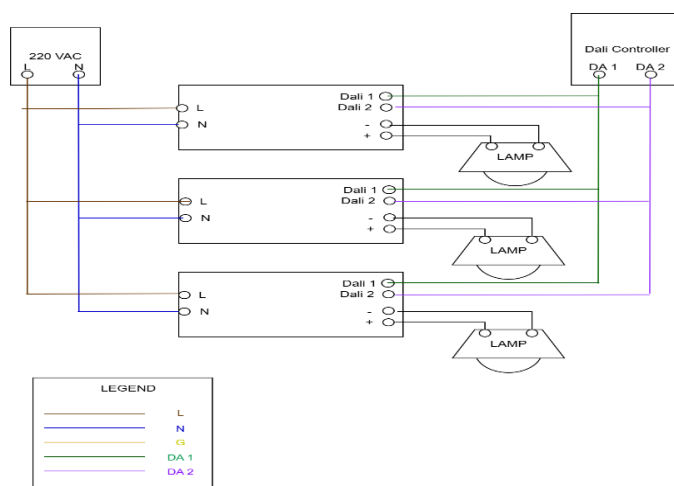 220 VAC
L N
Dali Controller
DA 1 DA 2
L
N
Dali 1
Dali 2
-
+
LAMP
L
N
Dali 1
Dali 2
-
+
LAMP
L
N
Dali 1
Dali 2
-
+
LAMP
LEGEND
L
N
G
DA 1
DA 2